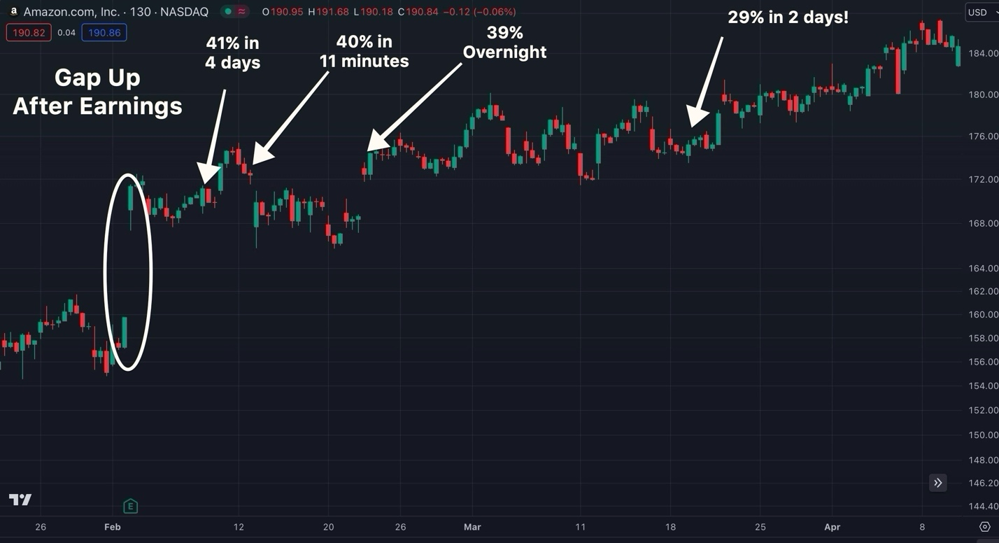 Amazon.com, Inc. · 130 · NASDAQ
O190.95 H191.68 L190.18 C190.84 −0.12 (−0.06%)
190.82 0.04 190.86
USD
Gap Up
After Earnings
41% in
4 days
40% in
11 minutes
39%
Overnight
29% in 2 days!
184.00
180.00
176.00
172.00
168.00
164.00
162.00
160.00
158.00
156.00
154.00
152.00
150.00
148.00
146.20
144.40
E
26 Feb 12 20 26 Mar 11 18 25 Apr 8